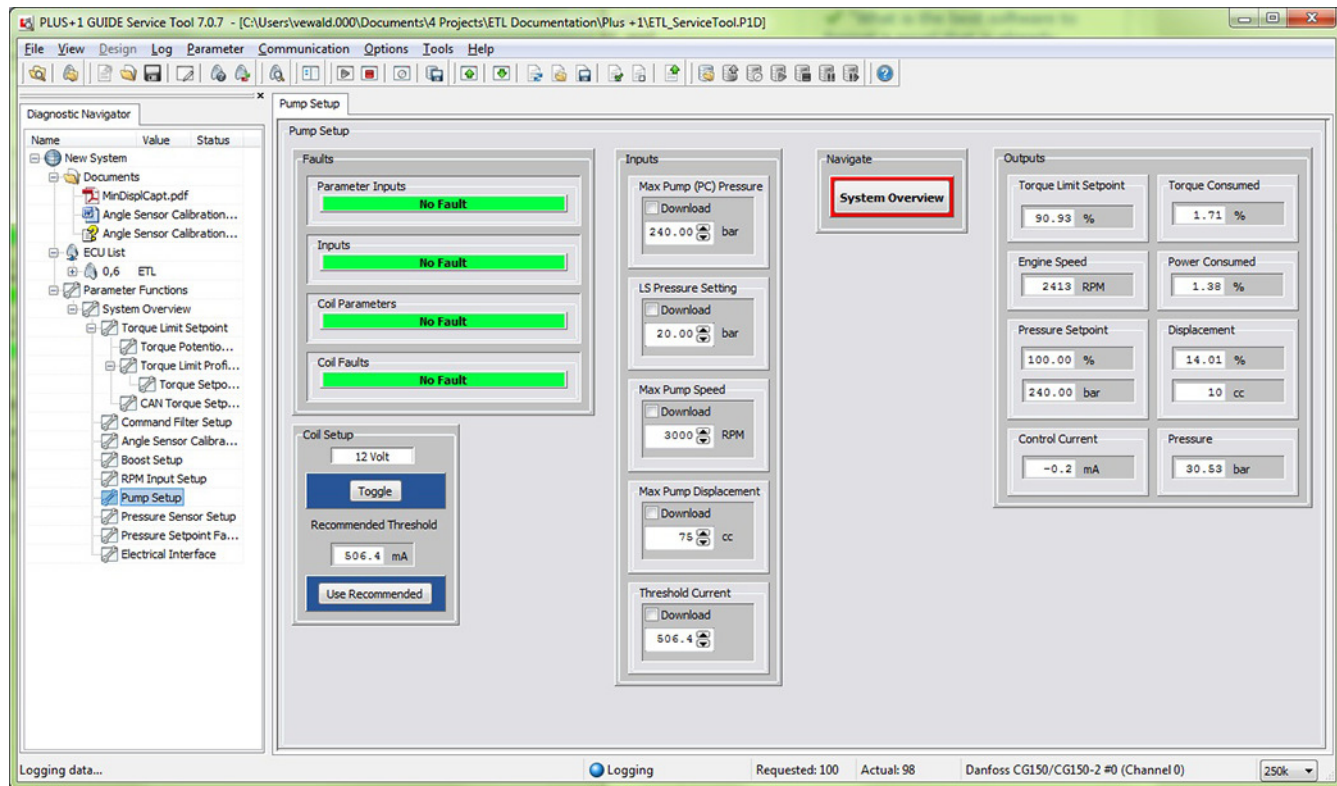 PLUS+1 GUIDE Service Tool 7.0.7 - [C:\Users\vewald.000\Documents\4 Projects\ETL Documentation\Plus +1\ETL_ServiceTool.P1D]
File View Design Log Parameter Communication Options Tools Help
Diagnostic Navigator
Name Value Status
New System
Documents
MinDisplCapt.pdf
Angle Sensor Calibration...
Angle Sensor Calibration...
ECU List
0,6 ETL
Parameter Functions
System Overview
Torque Limit Setpoint
Torque Potentio...
Torque Limit Profi...
Torque Setpo...
CAN Torque Setp...
Command Filter Setup
Angle Sensor Calibra...
Boost Setup
RPM Input Setup
Pump Setup
Pressure Sensor Setup
Pressure Setpoint Fa...
Electrical Interface
Pump Setup
Pump Setup
Faults
Parameter Inputs
No Fault
Inputs
No Fault
Coil Parameters
No Fault
Coil Faults
No Fault
Coil Setup
12 Volt
Toggle
Recommended Threshold
506.4 mA
Use Recommended
Inputs
Max Pump (PC) Pressure
Download
240.00 bar
LS Pressure Setting
Download
20.00 bar
Max Pump Speed
Download
3000 RPM
Max Pump Displacement
Download
75 cc
Threshold Current
Download
506.4
Navigate
System Overview
Outputs
Torque Limit Setpoint
90.93 %
Torque Consumed
1.71 %
Engine Speed
2413 RPM
Power Consumed
1.38 %
Pressure Setpoint
100.00 %
240.00 bar
Displacement
14.01 %
10 cc
Control Current
-0.2 mA
Pressure
30.53 bar
Logging data...
Logging
Requested: 100
Actual: 98
Danfoss CG150/CG150-2 #0 (Channel 0)
250k